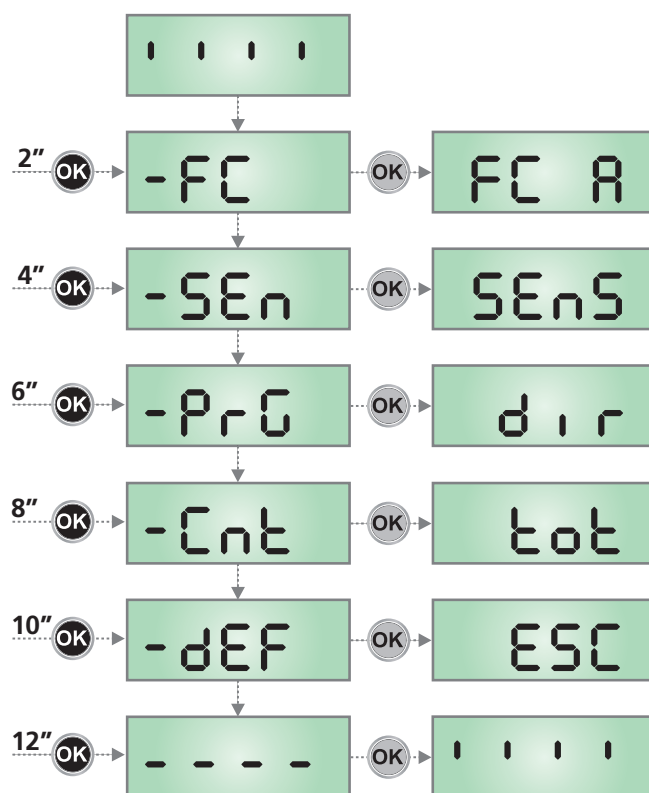 ı ı ı ı
2” OK -FC OK FC A
4” OK -SEn OK SEnS
6” OK -PrG OK dır
8” OK -Cnt OK tot
10” OK -dEF OK ESC
12” OK - - - - OK ı ı ı ı